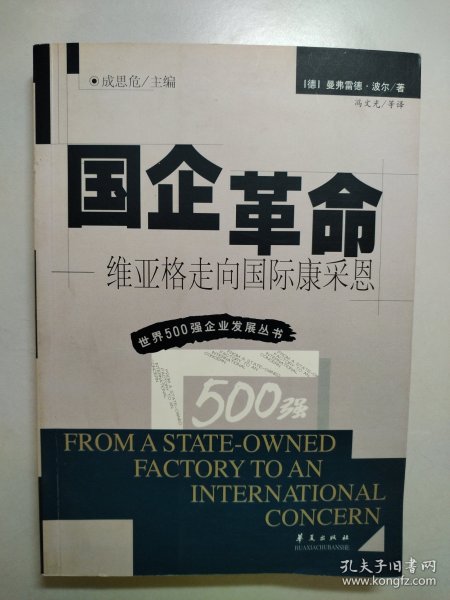 成思危/主编
[德] 曼弗雷德·波尔/著
冯文光/等译
国企革命
维亚格走向国际康采恩
世界500强企业发展丛书
500强
FROM A STATE-OWNED
FACTORY TO AN
INTERNATIONAL
CONCERN
华夏出版社
HUAXIACHUBANSHE
孔夫子旧书网
www.kongfz.com